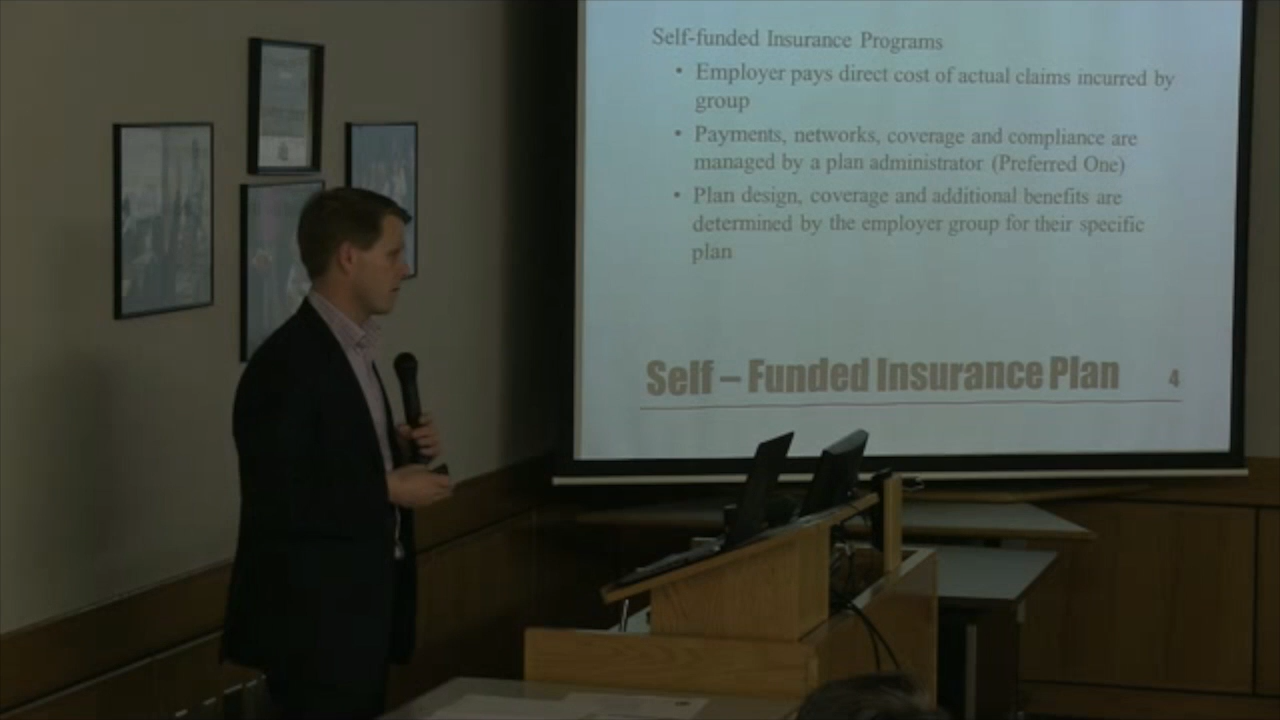 Self-funded Insurance Programs
• Employer pays direct cost of actual claims incurred by
group
• Payments, networks, coverage and compliance are
managed by a plan administrator (Preferred One)
• Plan design, coverage and additional benefits are
determined by the employer group for their specific
plan
Self – Funded Insurance Plan 4